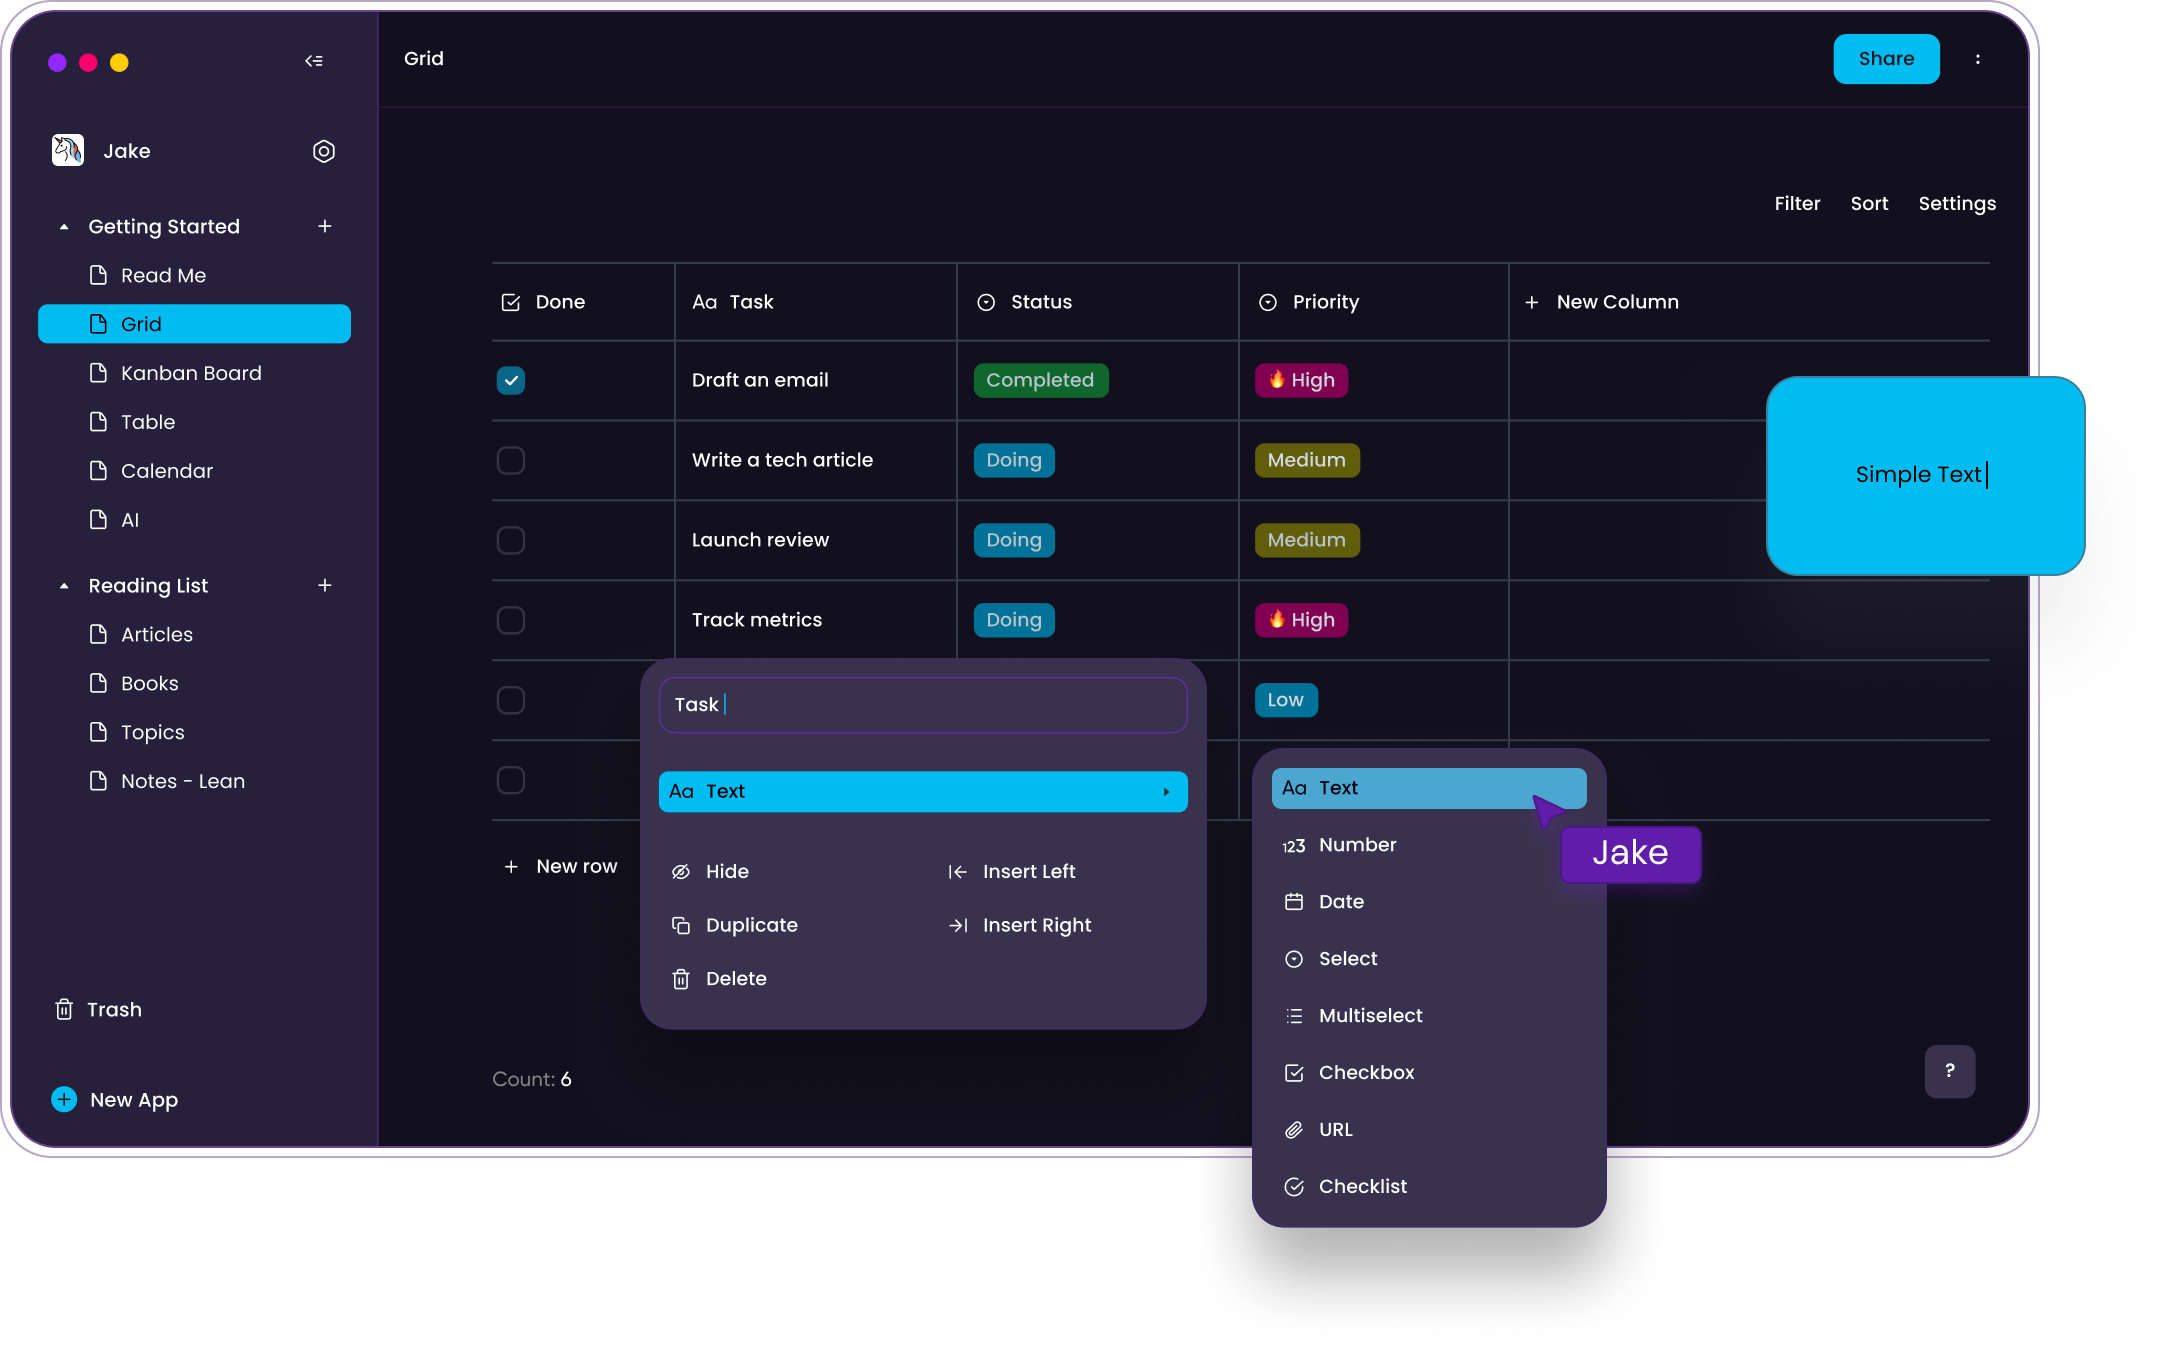 Grid
Share
Jake
Getting Started
Read Me
Grid
Kanban Board
Table
Calendar
AI
Reading List
Articles
Books
Topics
Notes - Lean
Trash
New App
Filter Sort Settings
Done Aa Task Status Priority New Column
Draft an email Completed 🔥 High
Write a tech article Doing Medium
Launch review Doing Medium
Track metrics Doing 🔥 High
Low
New row
Count: 6
Simple Text
Task
Aa Text
Hide Insert Left
Duplicate Insert Right
Delete
Aa Text
123 Number
Date
Select
Multiselect
Checkbox
URL
Checklist
Jake
?